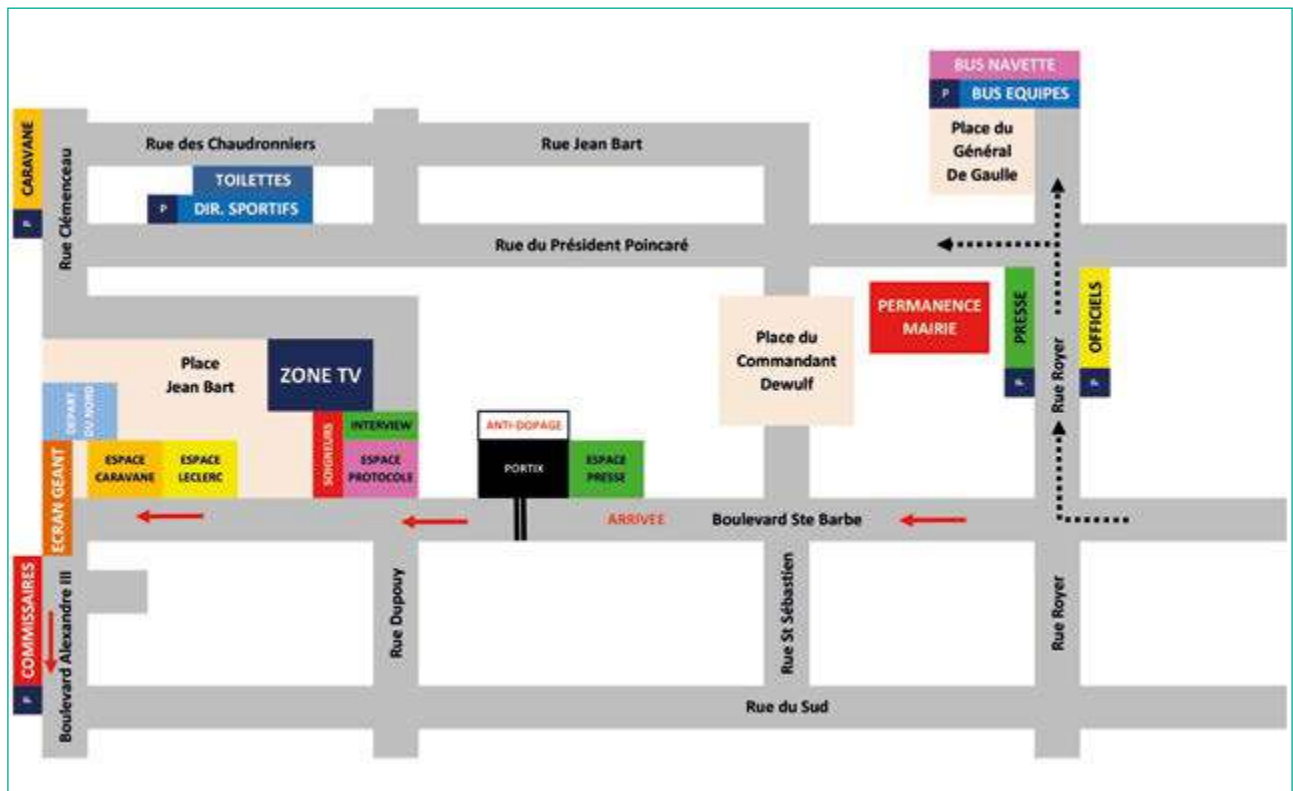 BUS NAVETTE
P BUS EQUIPES
Place du
Général
De Gaulle
CARAVANE
P
Rue Clémenceau
Rue des Chaudronniers
Rue Jean Bart
TOILETTES
P DIR. SPORTIFS
Rue du Président Poincaré
PERMANENCE
MAIRIE
PRESSE
P
OFFICIELS
P
Rue Royer
Place du
Commandant
Dewulf
Place
Jean Bart
ZONE TV
DEPART
DU NORD
SOIGNEURS
INTERVIEW
ESPACE
PROTOCOLE
ANTI-DOPAGE
PORTIX
ESPACE
PRESSE
ECRAN GEANT
ESPACE
CARAVANE
ESPACE
LECLERC
ARRIVEE
Boulevard Ste Barbe
COMMISSAIRES
P
Boulevard Alexandre III
Rue Dupouy
Rue St Sébastien
Rue Royer
Rue du Sud